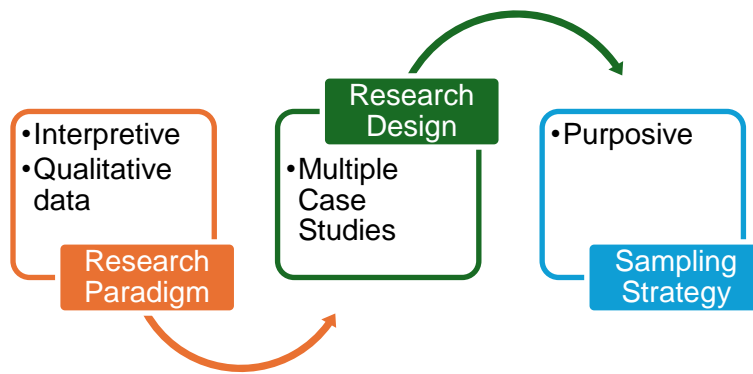 •Interpretive
•Qualitative
data
Research
Paradigm
Research
Design
•Multiple
Case
Studies
•Purposive
Sampling
Strategy